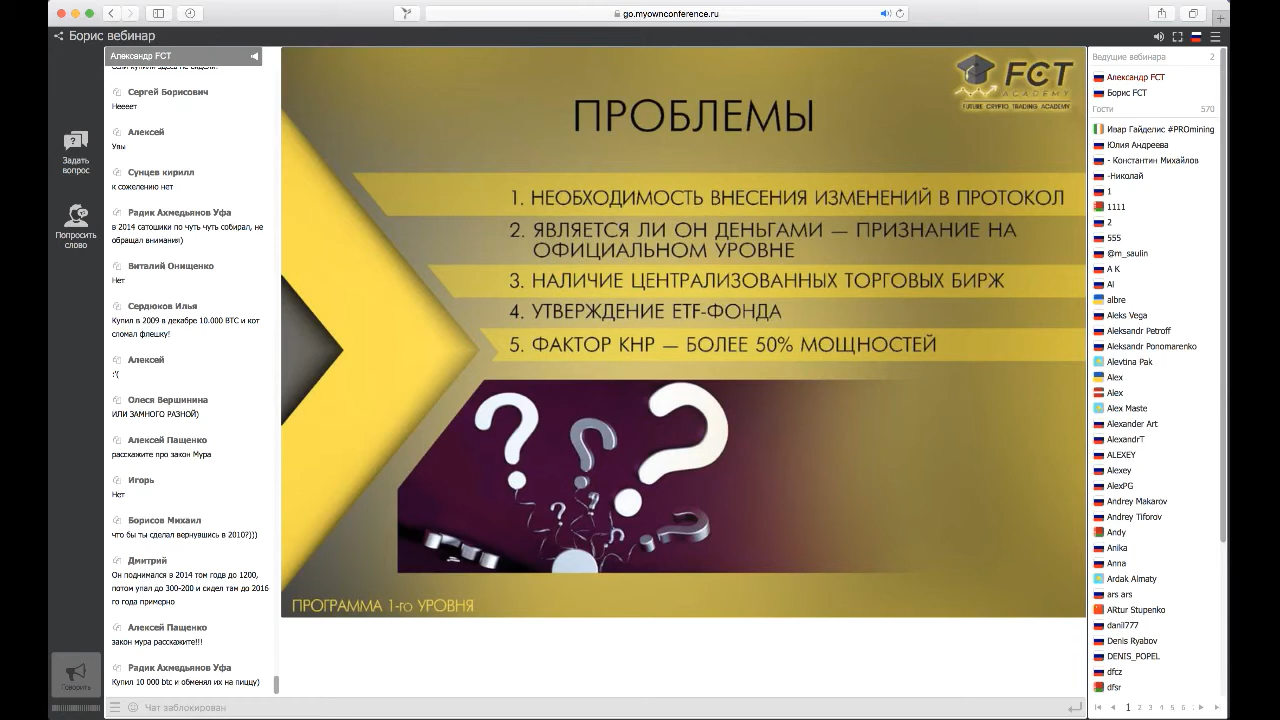 go.myownconference.ru
Борис вебинар
Задать
вопрос
Попросить
слово
Говорить
Александр FCT
Сергей Борисович
Неееет
Алексей
Увы
Сунцев кирилл
к сожелению нет
Радик Ахмедьянов Уфа
в 2014 сатошики по чуть чуть собирал, не
обращал внимания)
Виталий Онищенко
Нет
Сердюков Илья
Купил в 2009 в декабре 10.000 BTC и кот
сломал флешку!
Алексей
:'(
Олеся Вершинина
ИЛИ ЗАМНОГО РАЗНОЙ)
Алексей Пащенко
расскажите про закон Мура
Игорь
Нет
Борисов Михаил
что бы ты сделал вернувшись в 2010?)))
Дмитрий
Он поднимался в 2014 том годв до 1200,
потом упал до 300-200 и сидел там до 2016
го года примерно
Алексей Пащенко
закон мура расскажите!!!
Радик Ахмедьянов Уфа
Купил 10 000 btc и обменял их на пиццу)
Чат заблокирован
FCT
ACADEMY
FUTURE CRYPTO TRADING ACADEMY
ПРОБЛЕМЫ
1. НЕОБХОДИМОСТЬ ВНЕСЕНИЯ ИЗМЕНЕНИЙ В ПРОТОКОЛ
2. ЯВЛЯЕТСЯ ЛИ ОН ДЕНЬГАМИ — ПРИЗНАНИЕ НА
ОФИЦИАЛЬНОМ УРОВНЕ
3. НАЛИЧИЕ ЦЕНТРАЛИЗОВАННЫХ ТОРГОВЫХ БИРЖ
4. УТВЕРЖДЕНИЕ ETF-ФОНДА
5. ФАКТОР КНР — БОЛЕЕ 50% МОЩНОСТЕЙ
ПРОГРАММА 1-го УРОВНЯ
Ведущие вебинара 2
Александр FCT
Борис FCT
Гости 570
Ивар Гайделис #PROmining
Юлия Андреева
- Константин Михайлов
-Николай
1
1111
2
555
@m_saulin
A K
Al
albre
Aleks Vega
Aleksandr Petroff
Aleksandr Ponomarenko
Alevtina Pak
Alex
Alex
Alex Maste
Alexander Art
AlexandrT
ALEXEY
Alexey
AlexPG
Andrey Makarov
Andrey Tiforov
Andy
Anika
Anna
Ardak Almaty
ars ars
ARtur Stupenko
danil777
Denis Ryabov
DENIS_POPEL
dfcz
dfsr
1 2 3 4 5 6